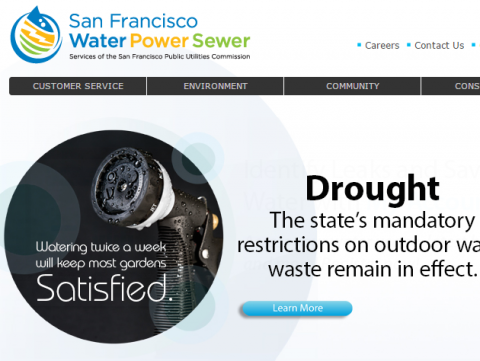 San Francisco
Water Power Sewer
Services of the San Francisco Public Utilities Commission
Careers Contact Us
CUSTOMER SERVICE ENVIRONMENT COMMUNITY CONS
Drought
The state's mandatory
restrictions on outdoor wa
waste remain in effect.
Learn More
Watering twice a week
will keep most gardens
Satisfied.